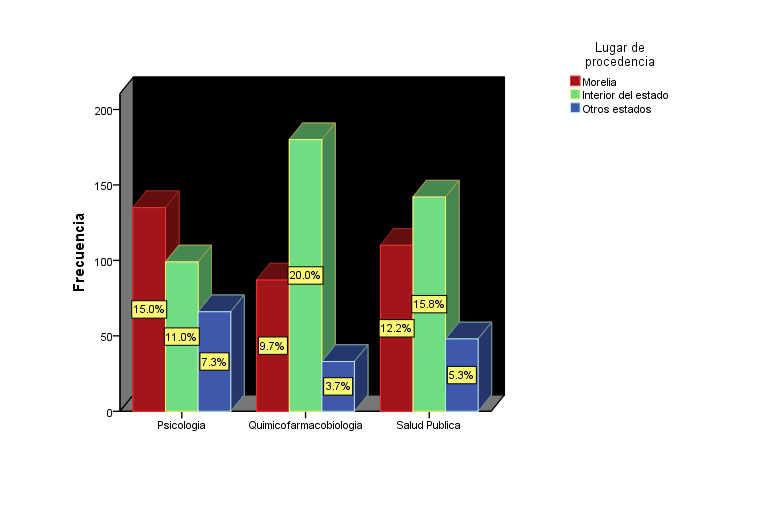 Lugar de
procedencia
Morelia
Interior del estado
Otros estados
Frecuencia
200
150
100
50
0
15.0%
11.0%
7.3%
9.7%
20.0%
3.7%
12.2%
15.8%
5.3%
Psicologia
Quimicofarmacobiologia
Salud Publica